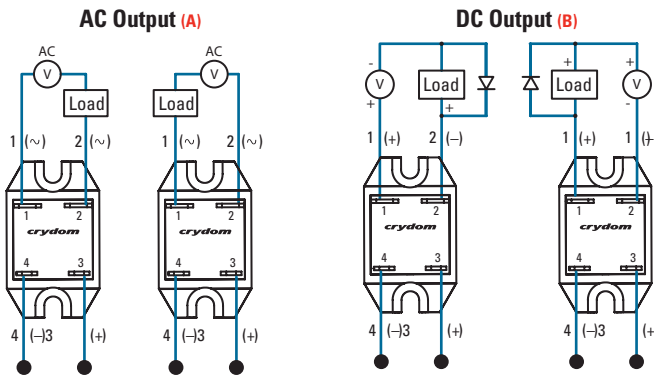 AC Output (A)
DC Output (B)
AC
V
Load
1 (~)
2 (~)
1
2
crydom
4
3
4 (–)3 (+)
AC
V
Load
1 (~)
2 (~)
1
2
crydom
4
3
4 (–)3 (+)
-
V
+
Load
+
1 (+)
2 (–)
1
2
crydom
4
3
4 (–)3 (+)
+
Load
+
V
-
1 (+)
1 (+
1
2
crydom
4
3
4 (–)3 (+